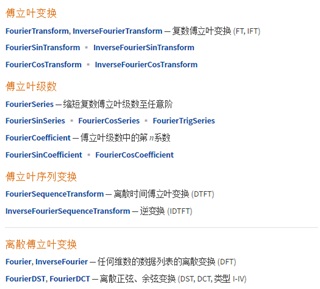 傅立叶变换
FourierTransform, InverseFourierTransform — 复数傅立叶变换 (FT, IFT)
FourierSinTransform ▪ InverseFourierSinTransform
FourierCosTransform ▪ InverseFourierCosTransform
傅立叶级数
FourierSeries — 缩短复数傅立叶级数至任意阶
FourierSinSeries ▪ FourierCosSeries ▪ FourierTrigSeries
FourierCoefficient — 傅立叶级数中的第 n 系数
FourierSinCoefficient ▪ FourierCosCoefficient
傅立叶序列变换
FourierSequenceTransform — 离散时间傅立叶变换 (DTFT)
InverseFourierSequenceTransform — 逆变换 (IDTFT)
离散傅立叶变换
Fourier, InverseFourier — 任何维数的数据列表的离散变换 (DFT)
FourierDST, FourierDCT — 离散正弦、余弦变换 (DST, DCT, 类型 I-IV)